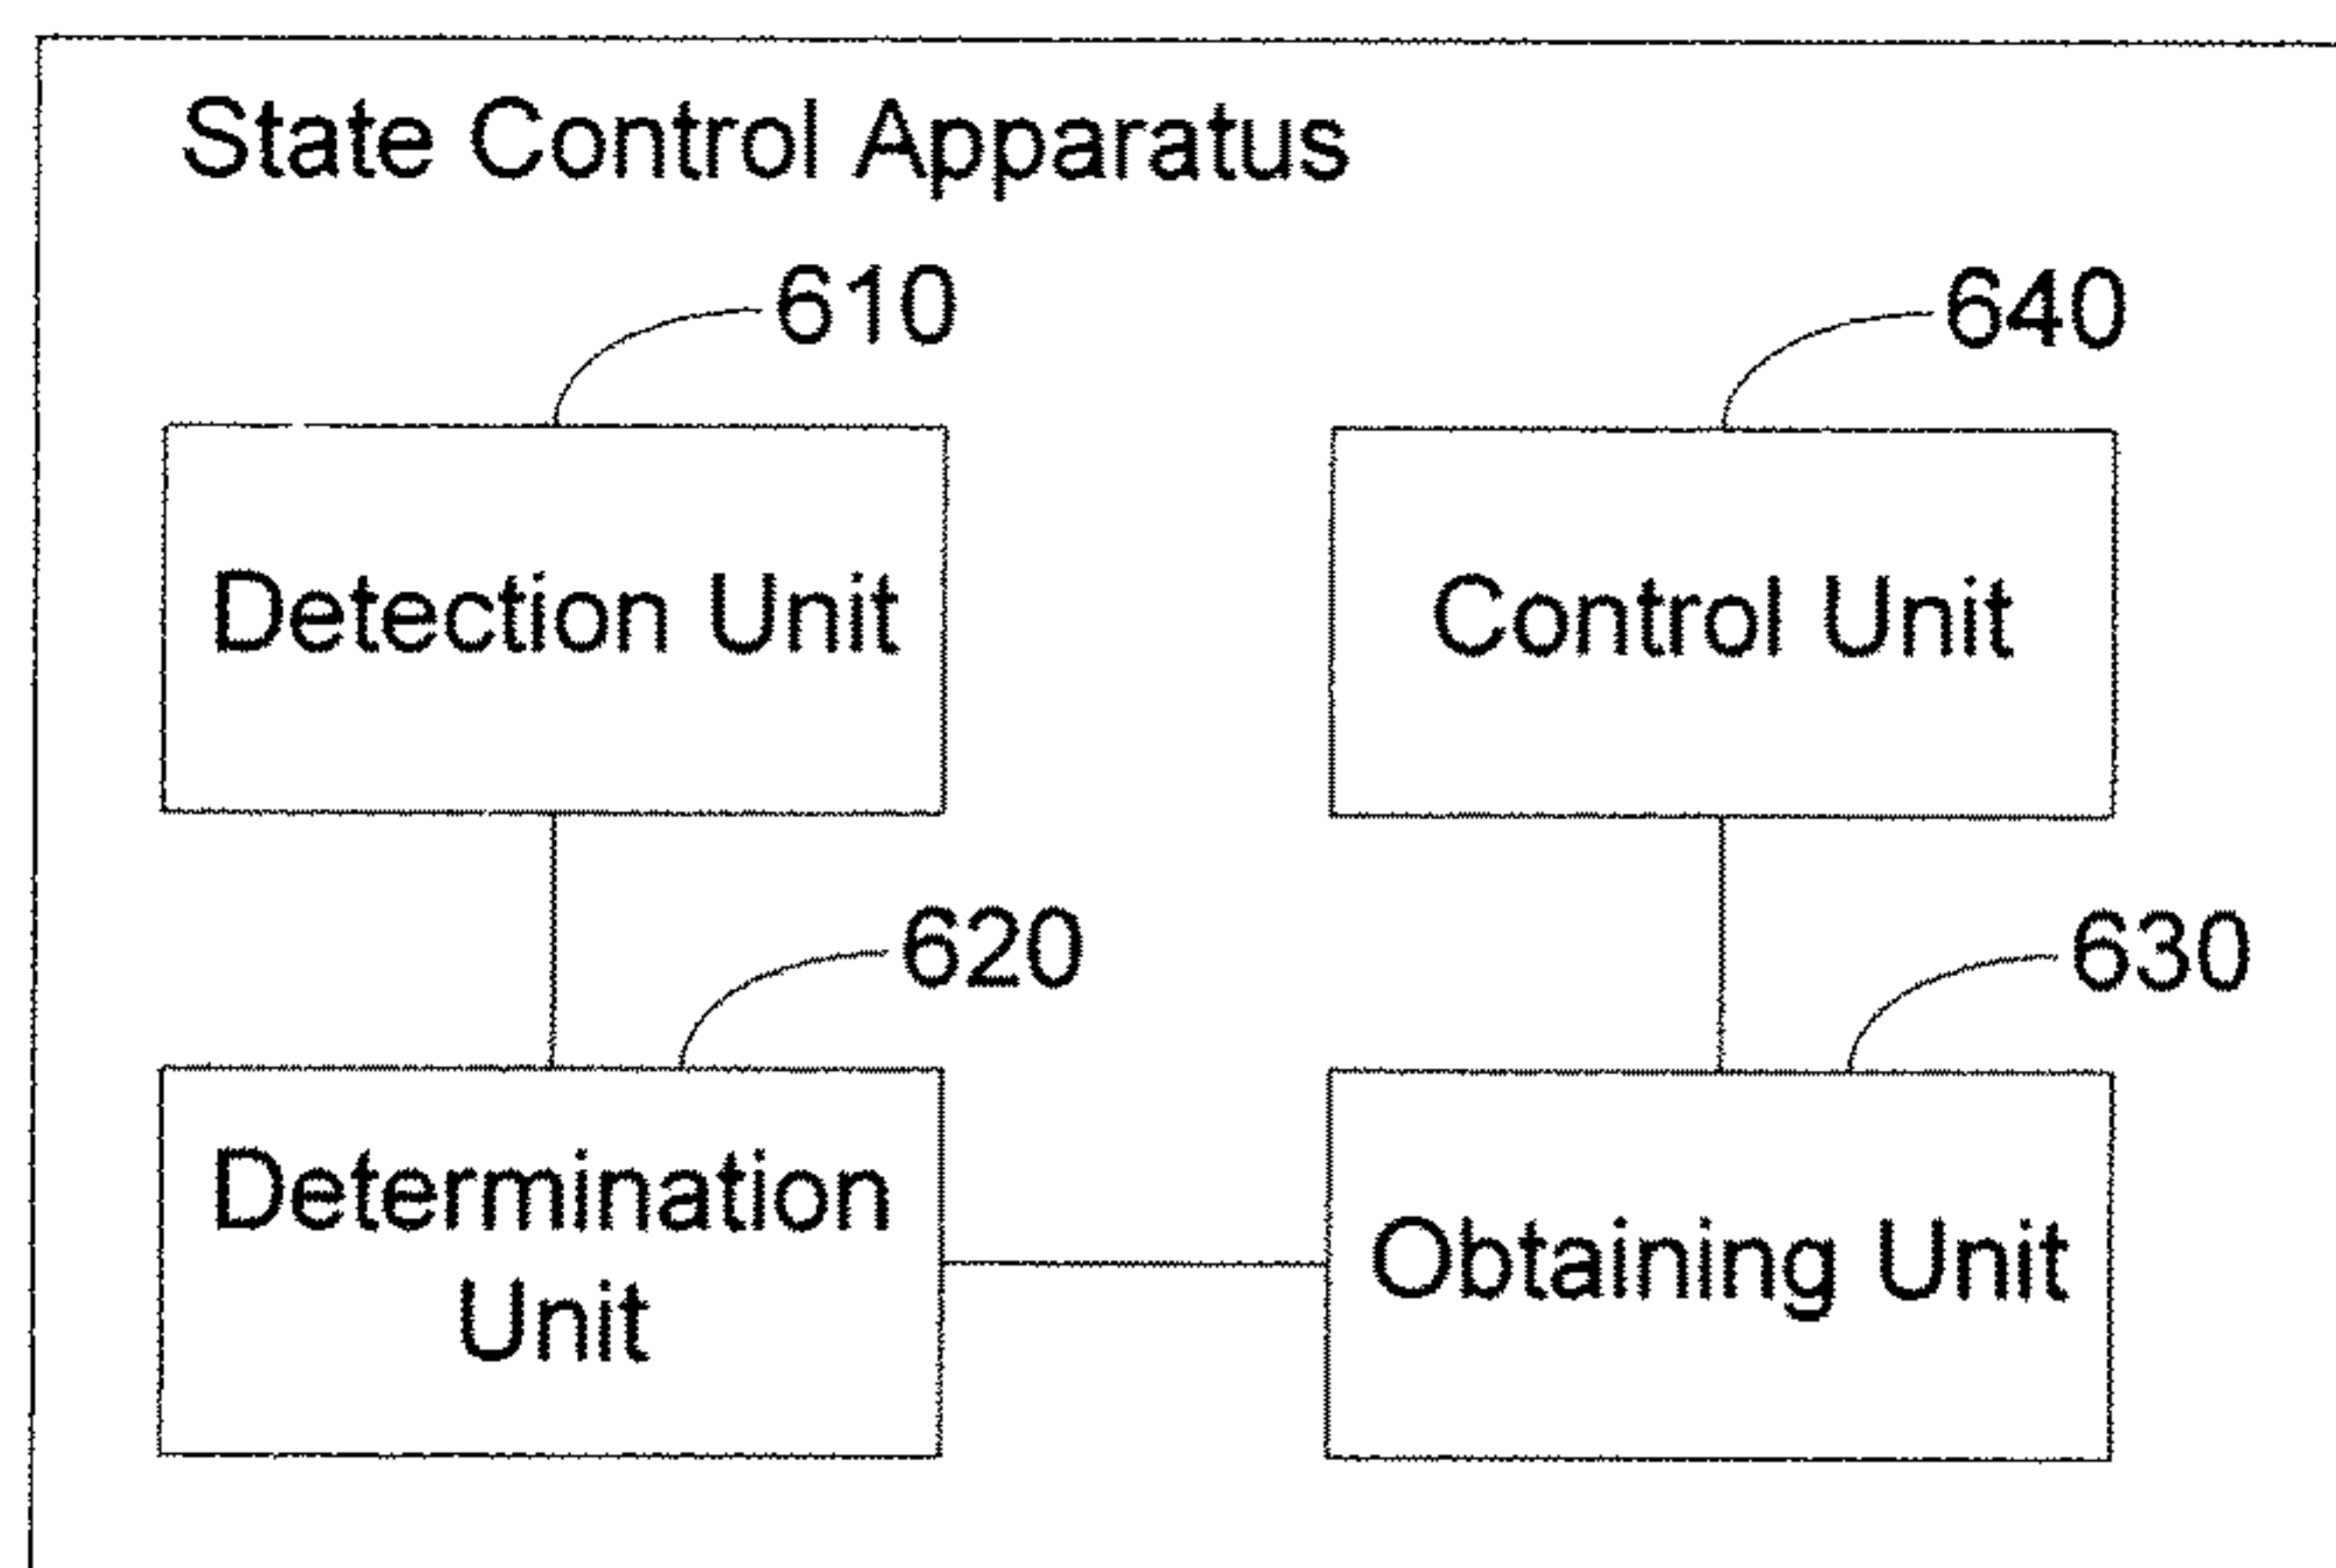 State Control Apparatus
610
640
Detection Unit
Control Unit
620
630
Determination
Unit
Obtaining Unit